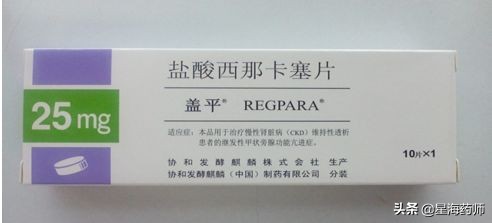 盐酸西那卡塞片
盖平® REGPARA®
25mg
适应症：本品用于治疗慢性肾脏病（CKD）维持性透析
患者的继发性甲状旁腺功能亢进症。
协和发酵麒麟株式会社 生产
协和发酵麒麟（中国）制药有限公司 分装
10片×1
头条 @星海药师